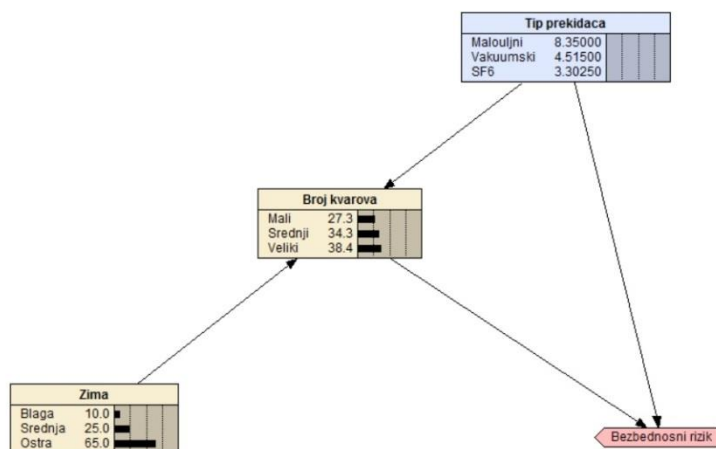 Tip prekidaca
Malouljni 8.35000
Vakuumski 4.51500
SF6 3.30250
Broj kvarova
Mali 27.3
Srednji 34.3
Veliki 38.4
Zima
Blaga 10.0
Srednja 25.0
Ostra 65.0
Bezbednosni rizik